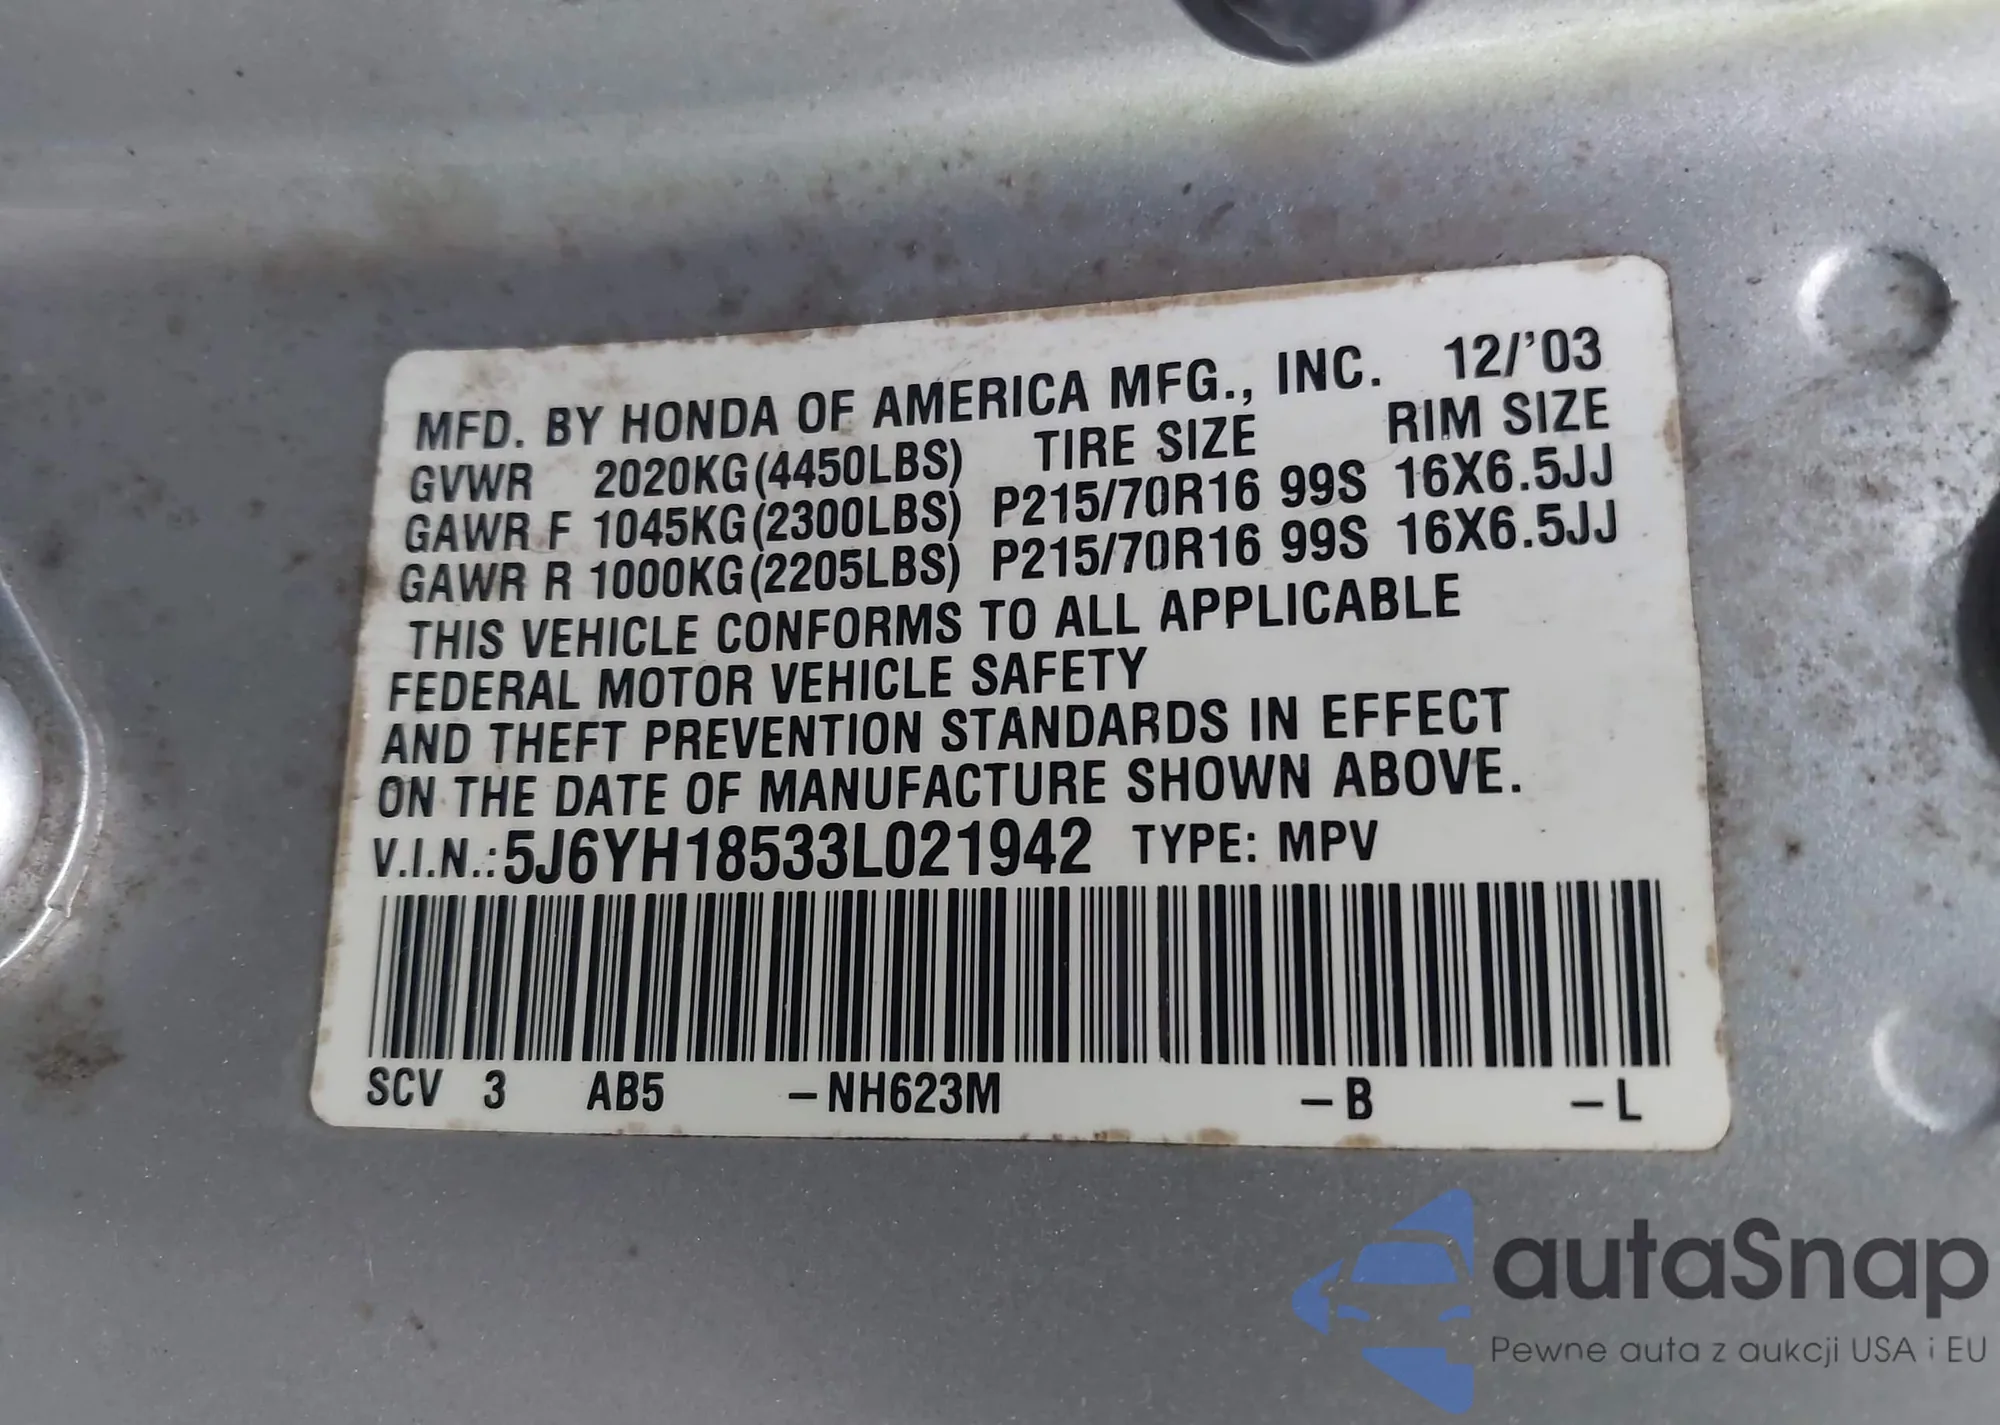 MFD. BY HONDA OF AMERICA MFG., INC. 12/'03
TIRE SIZE RIM SIZE
GVWR 2020KG(4450LBS)
GAWR F 1045KG(2300LBS) P215/70R16 99S 16X6.5JJ
GAWR R 1000KG(2205LBS) P215/70R16 99S 16X6.5JJ
THIS VEHICLE CONFORMS TO ALL APPLICABLE
FEDERAL MOTOR VEHICLE SAFETY
AND THEFT PREVENTION STANDARDS IN EFFECT
ON THE DATE OF MANUFACTURE SHOWN ABOVE.
V.I.N.: 5J6YH18533L021942 TYPE: MPV
SCV 3 AB5 -NH623M -B -L
autaSnap
Pewne auta z aukcji USA i EU